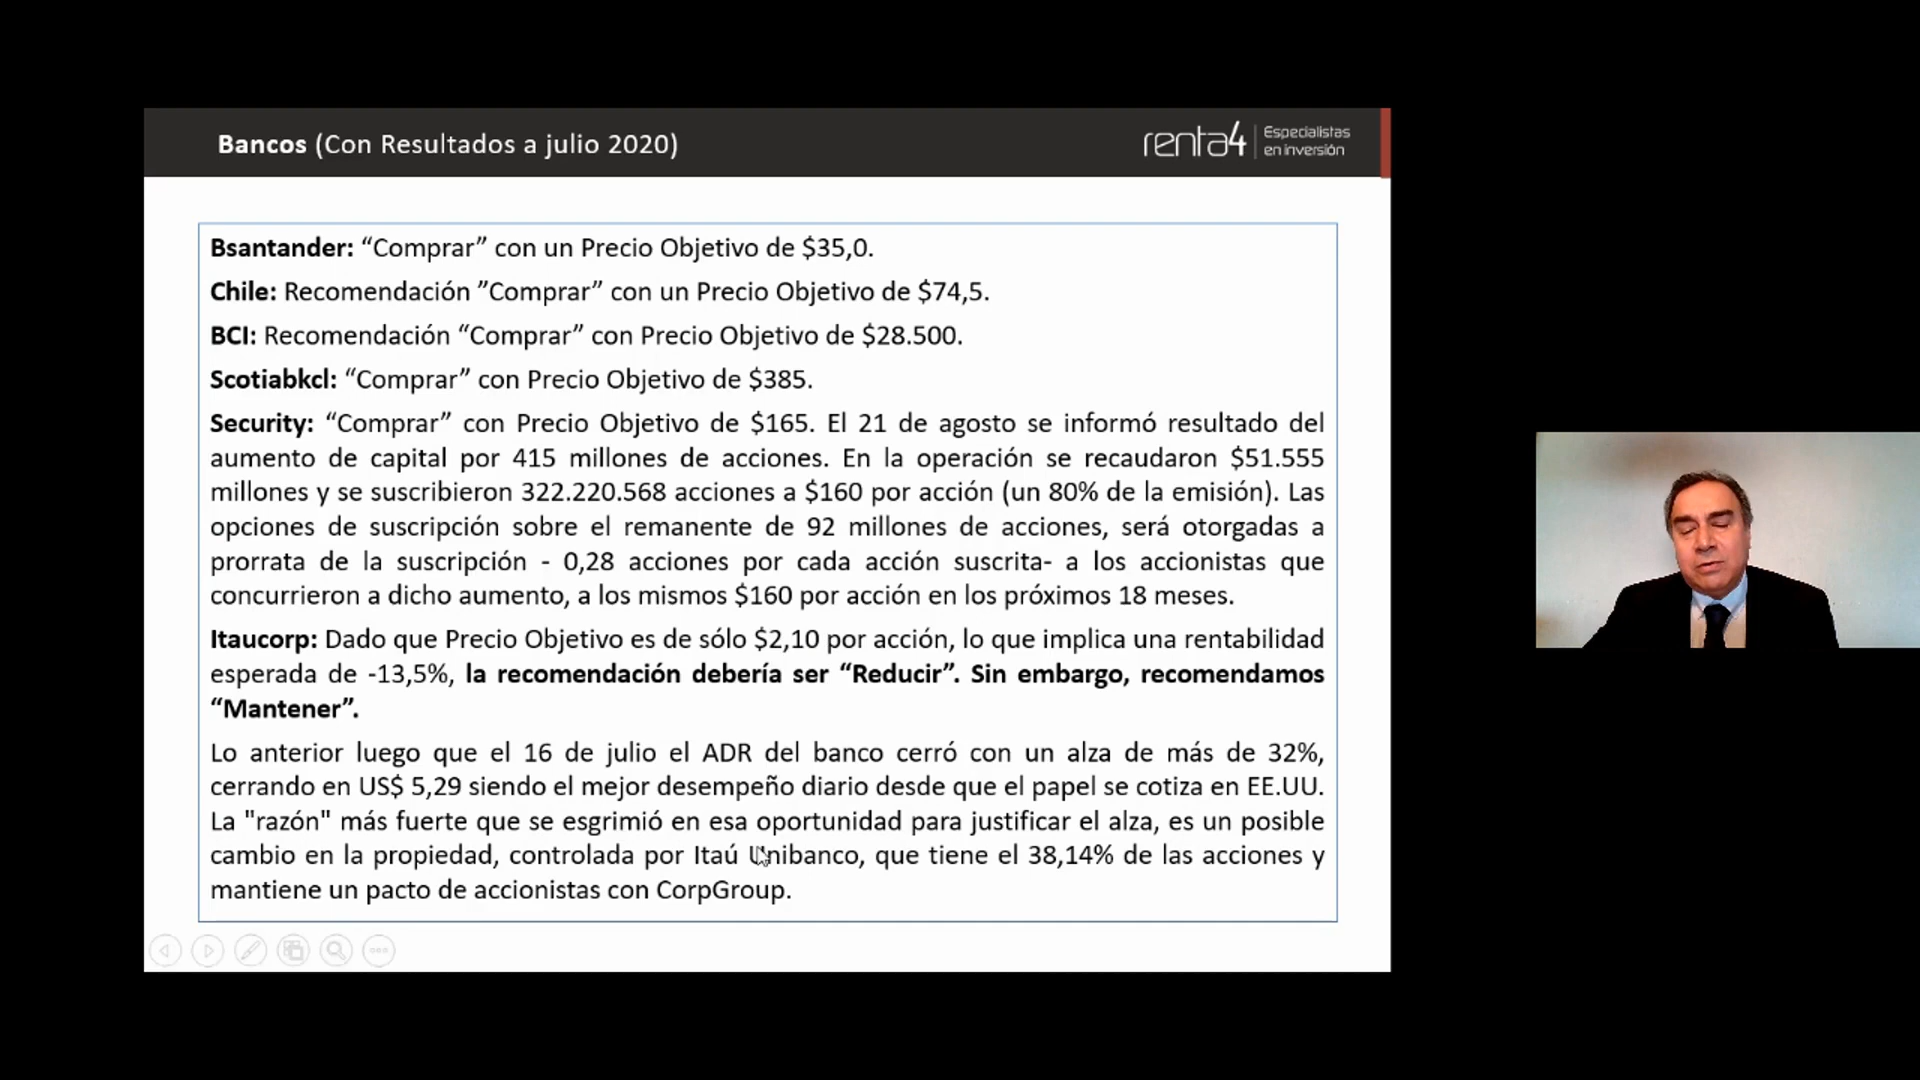 Bancos (Con Resultados a julio 2020)
renta4 Especialistas
en inversión
Bsantander: “Comprar” con un Precio Objetivo de $35,0.
Chile: Recomendación ”Comprar” con un Precio Objetivo de $74,5.
BCI: Recomendación “Comprar” con Precio Objetivo de $28.500.
Scotiabkcl: “Comprar” con Precio Objetivo de $385.
Security: “Comprar” con Precio Objetivo de $165. El 21 de agosto se informó resultado del
aumento de capital por 415 millones de acciones. En la operación se recaudaron $51.555
millones y se suscribieron 322.220.568 acciones a $160 por acción (un 80% de la emisión). Las
opciones de suscripción sobre el remanente de 92 millones de acciones, será otorgadas a
prorrata de la suscripción - 0,28 acciones por cada acción suscrita- a los accionistas que
concurrieron a dicho aumento, a los mismos $160 por acción en los próximos 18 meses.
Itaucorp: Dado que Precio Objetivo es de sólo $2,10 por acción, lo que implica una rentabilidad
esperada de -13,5%, la recomendación debería ser “Reducir”. Sin embargo, recomendamos
“Mantener”.
Lo anterior luego que el 16 de julio el ADR del banco cerró con un alza de más de 32%,
cerrando en US$ 5,29 siendo el mejor desempeño diario desde que el papel se cotiza en EE.UU.
La "razón" más fuerte que se esgrimió en esa oportunidad para justificar el alza, es un posible
cambio en la propiedad, controlada por Itaú Unibanco, que tiene el 38,14% de las acciones y
mantiene un pacto de accionistas con CorpGroup.